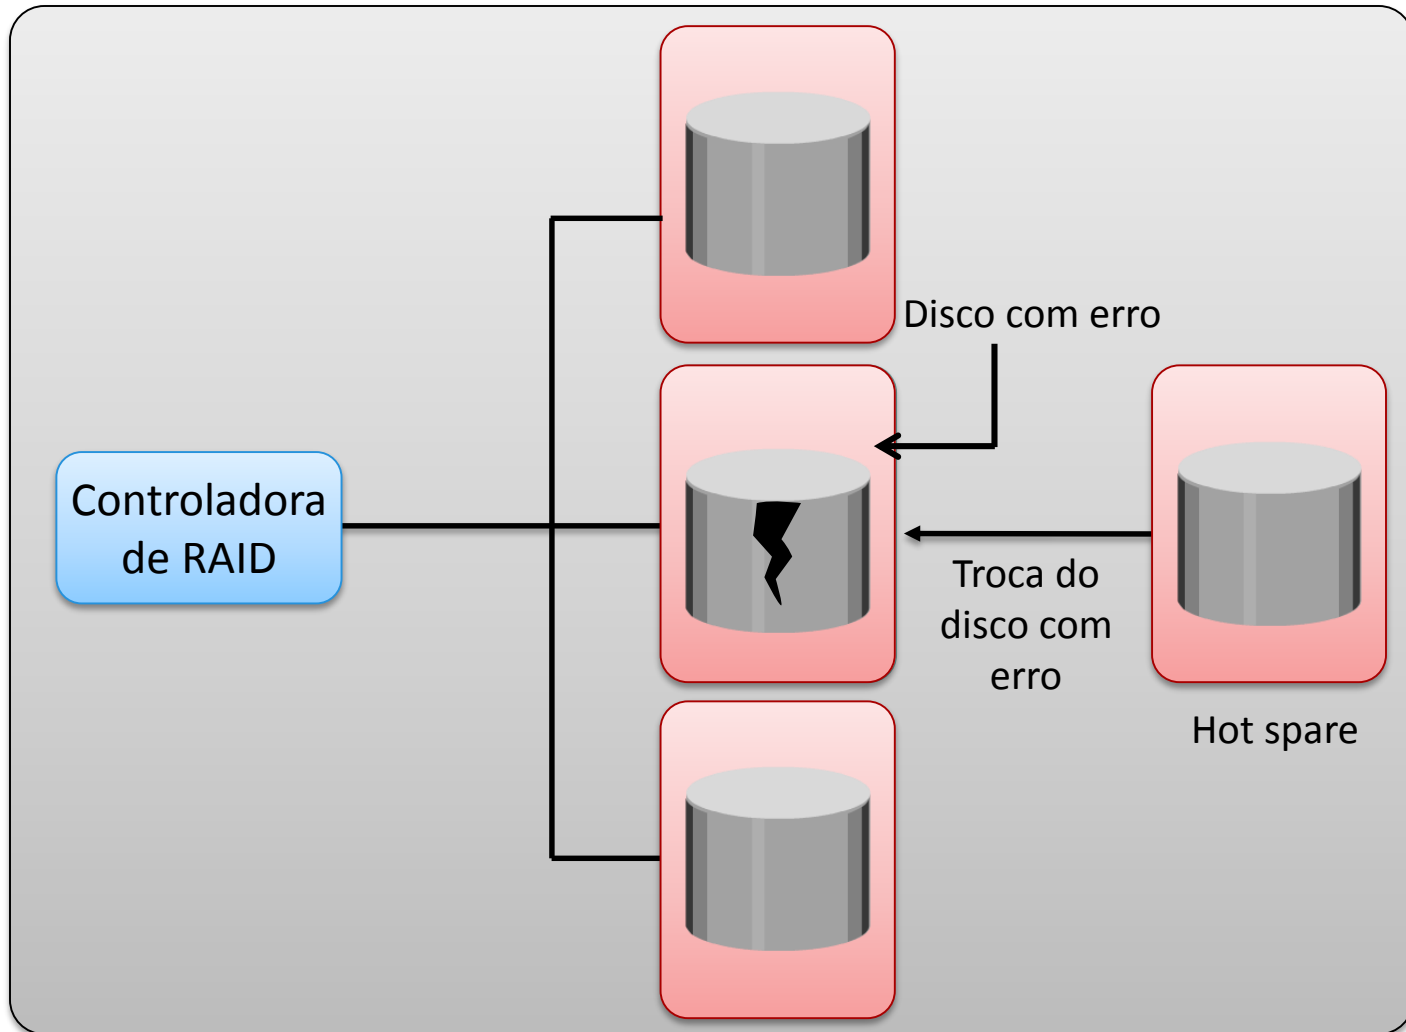 Disco com erro
Controladora
de RAID
Troca do
disco com
erro
Hot spare